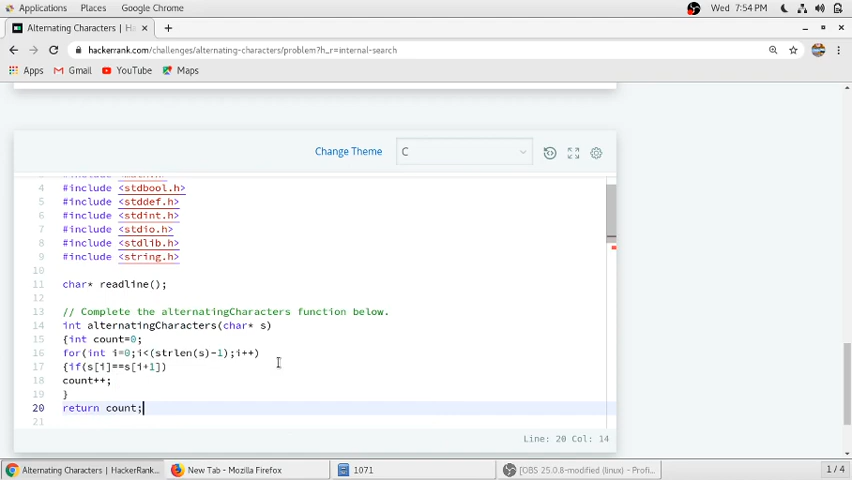 Applications Places Google Chrome Wed 7:54 PM
Alternating Characters | Ha
hackerrank.com/challenges/alternating-characters/problem?h_r=internal-search
Apps Gmail YouTube Maps
Change Theme C
4 #include <stdbool.h>
5 #include <stddef.h>
6 #include <stdint.h>
7 #include <stdio.h>
8 #include <stdlib.h>
9 #include <string.h>
10
11 char* readline();
12
13 // Complete the alternatingCharacters function below.
14 int alternatingCharacters(char* s)
15 {int count=0;
16 for(int i=0;i<(strlen(s)-1);i++)
17 {if(s[i]==s[i+1])
18 count++;
19 }
20 return count;
21
Line: 20 Col: 14
Alternating Characters | HackerRank... New Tab - Mozilla Firefox 1071 [OBS 25.0.8-modified (linux) - Profi... 1 / 4